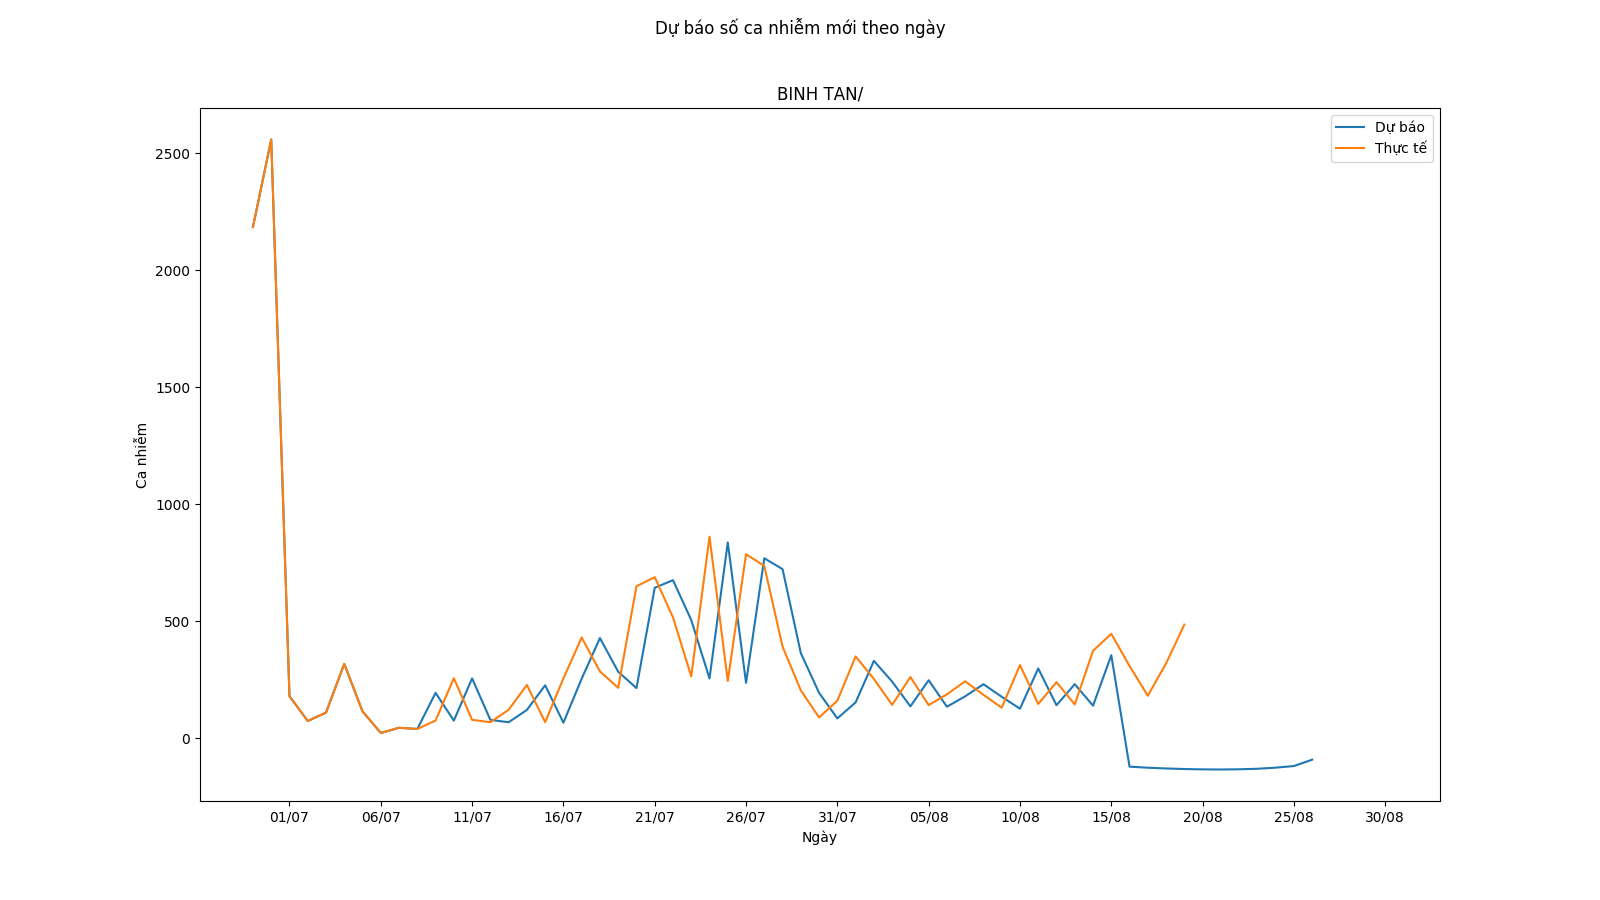 Dự báo số ca nhiễm mới theo ngày
BINH TAN/
Dự báo
Thực tế
Ca nhiễm
2500
2000
1500
1000
500
0
01/07 06/07 11/07 16/07 21/07 26/07 31/07 05/08 10/08 15/08 20/08 25/08 30/08
Ngày